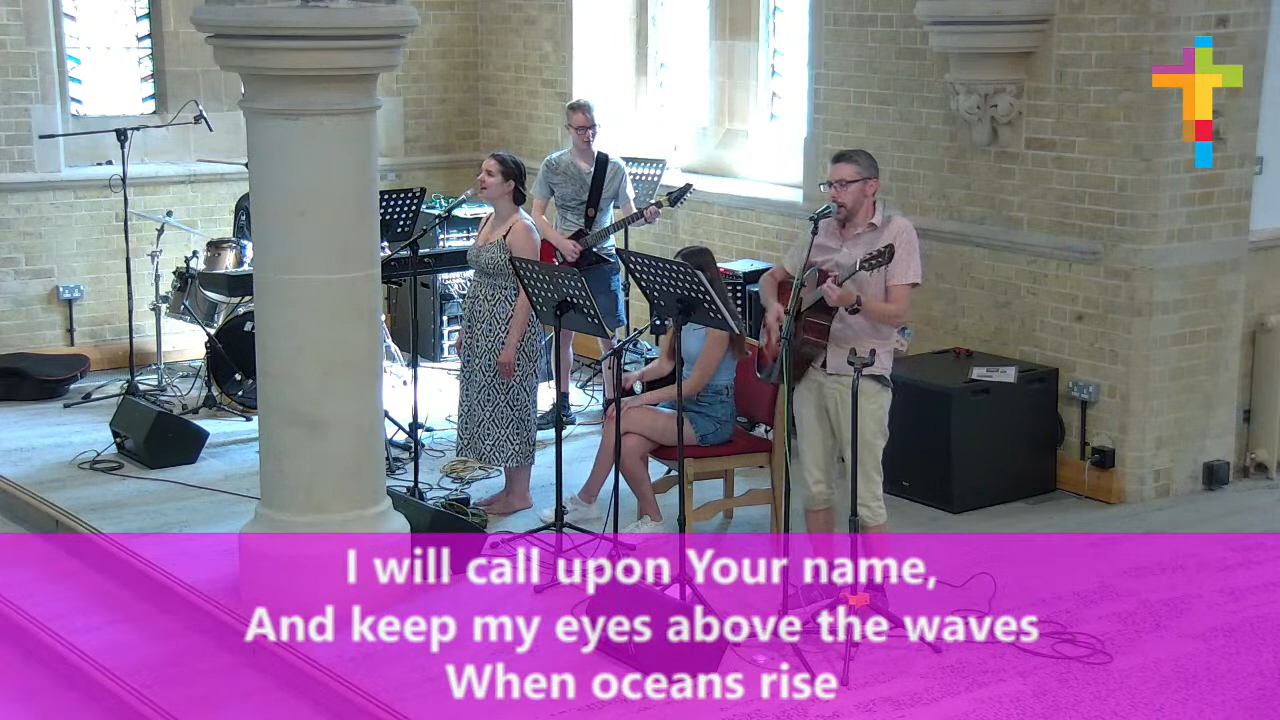 I will call upon Your name,
And keep my eyes above the waves
When oceans rise